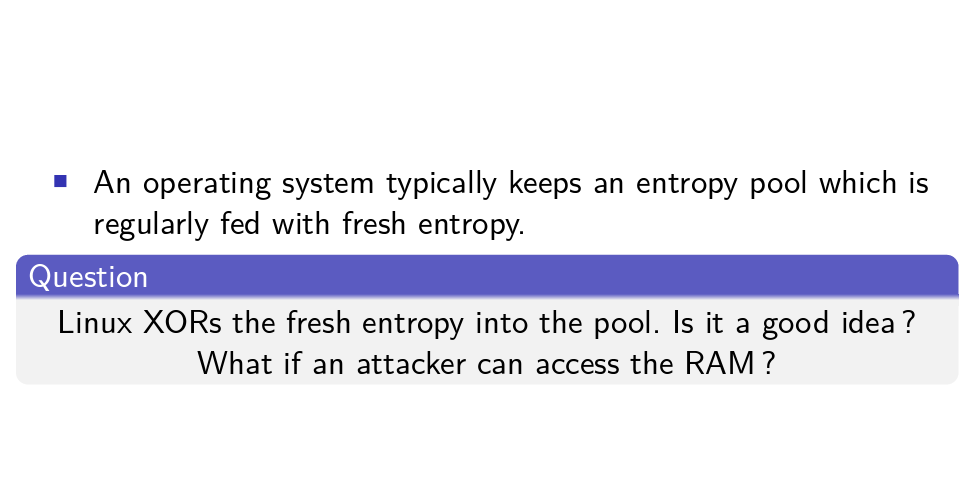 An operating system typically keeps an entropy pool which is
regularly fed with fresh entropy.
Question
Linux XORs the fresh entropy into the pool. Is it a good idea ?
What if an attacker can access the RAM ?